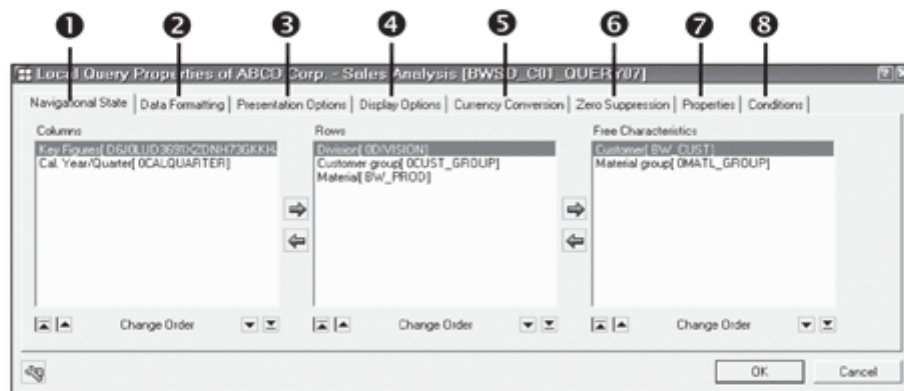 1 2 3 4 5 6 7 8
Local Query Properties of ABCD Corp. - Sales Analysis [BWSD_C01_QUERY07]
Navigational State Data Formatting Presentation Options Display Options Currency Conversion Zero Suppression Properties Conditions
Columns Rows Free Characteristics
Key Figures[ Division[ 0DIVISION] Customer[ BW_CUST]
Cal. Year/Quarter[ 0CALQUARTER] Customer group[ 0CUST_GROUP] Material group[ 0MATL_GROUP]
Material[ BW_PROD]
Change Order Change Order Change Order
OK Cancel